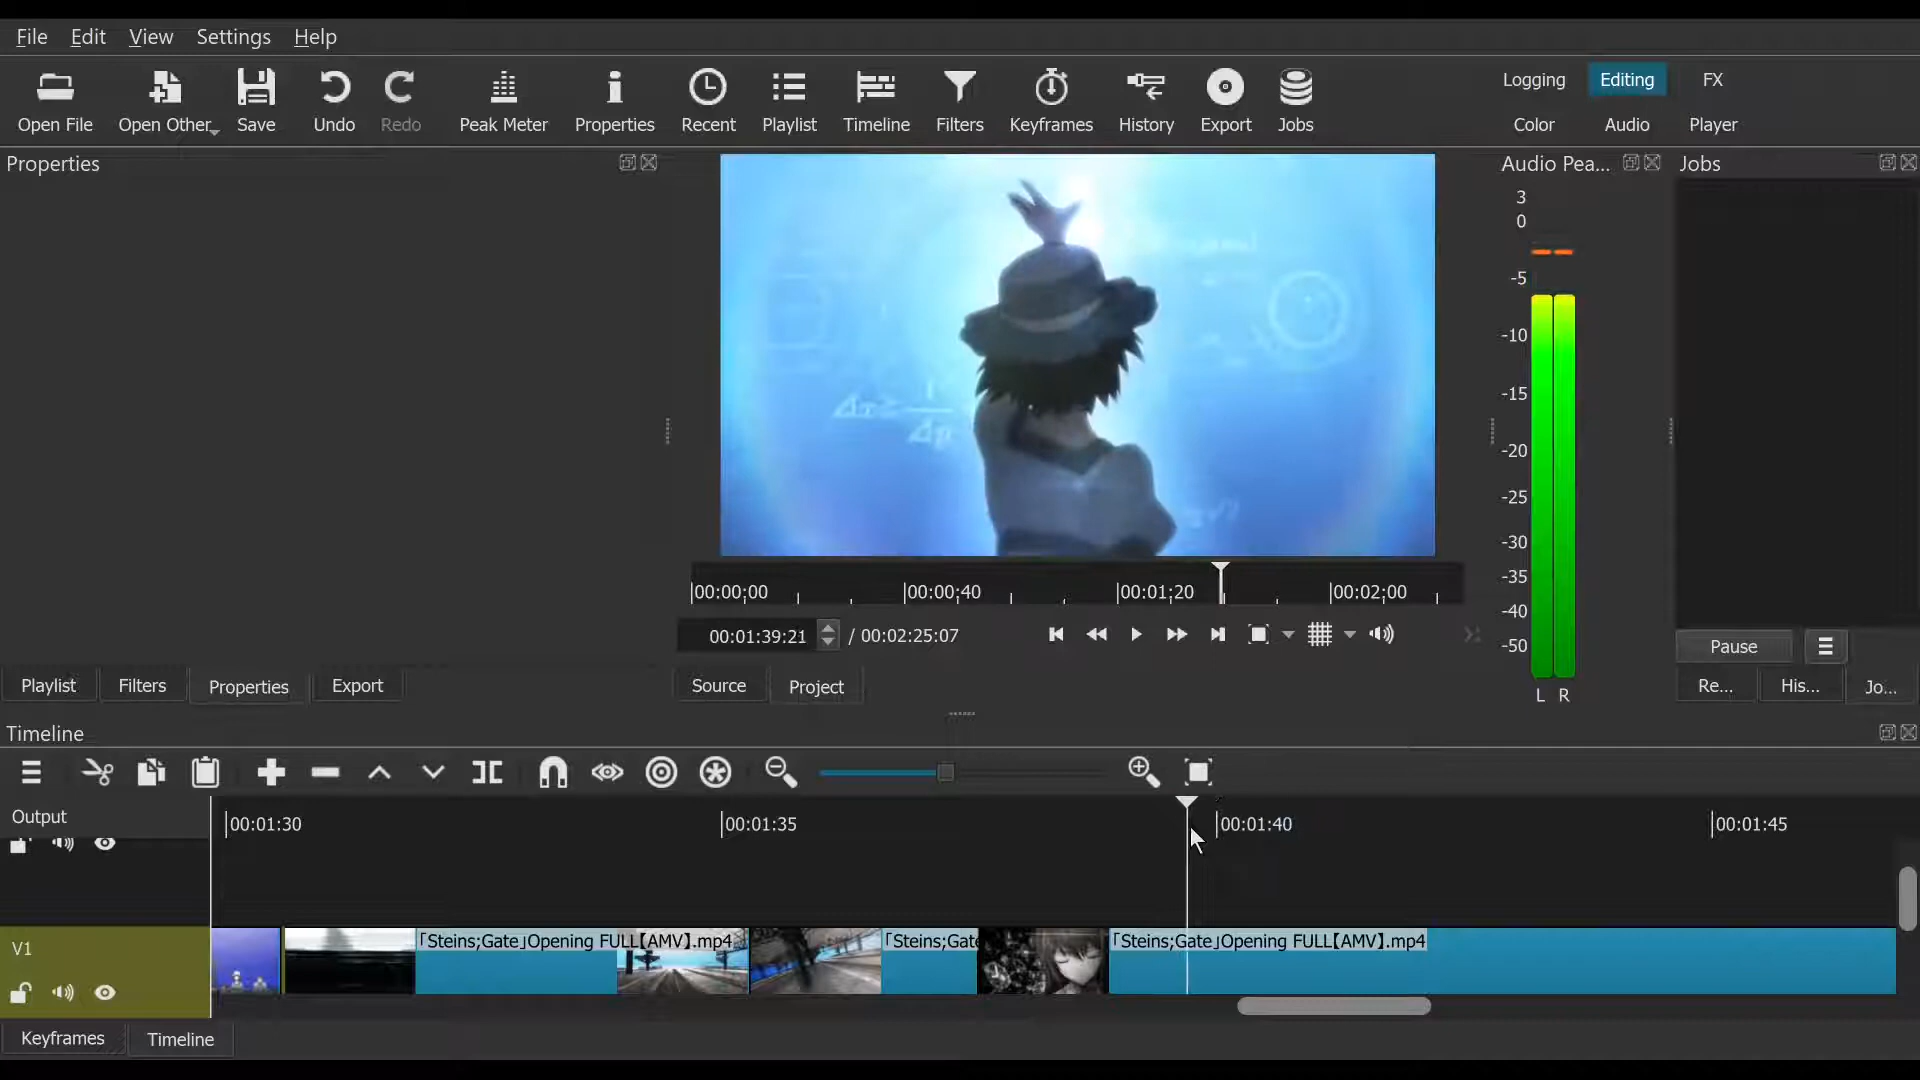 File Edit View Settings Help
Open File Open Other... Save Undo Redo Peak Meter Properties Recent Playlist Timeline Filters Keyframes History Export Jobs
Logging Editing FX
Color Audio Player
Properties
Audio Pea...
Jobs
3
0
-5
-10
-15
-20
-25
-30
-35
-40
-50
L R
Δx≥ 1
Δp
00:00:00 00:00:40 00:01:20 00:02:00
00:01:39:21 / 00:02:25:07
Pause
Playlist Filters Properties Export
Source Project
Re... His... Jo...
Timeline
Output
00:01:30 00:01:35 00:01:40 00:01:45
V1
「Steins;Gate」Opening FULL【AMV】.mp4
「Steins;Gate
「Steins;Gate」Opening FULL【AMV】.mp4
Keyframes Timeline